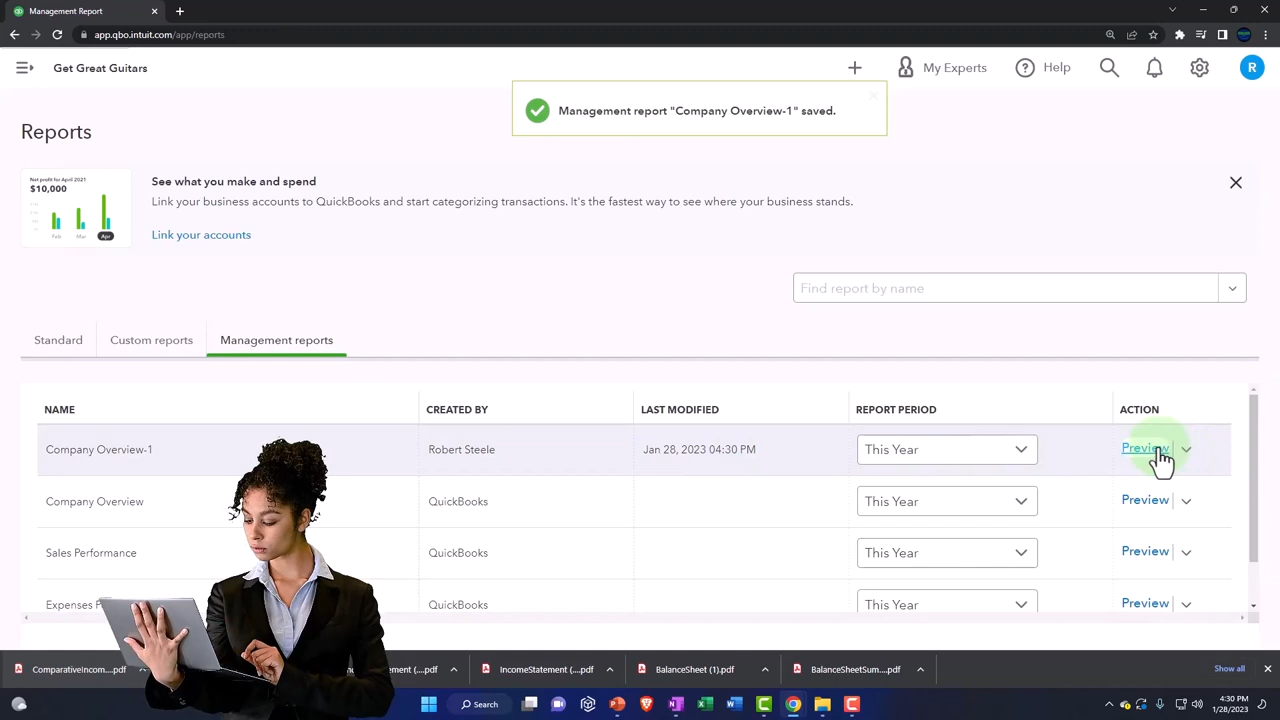 Management Report
app.qbo.intuit.com/app/reports
Get Great Guitars
My Experts
Help
R
Management report "Company Overview-1" saved.
Reports
Net profit for April 2021
$10,000
Feb Mar Apr
See what you make and spend
Link your business accounts to QuickBooks and start categorizing transactions. It's the fastest way to see where your business stands.
Link your accounts
Find report by name
Standard Custom reports Management reports
NAME CREATED BY LAST MODIFIED REPORT PERIOD ACTION
Company Overview-1 Robert Steele Jan 28, 2023 04:30 PM This Year Preview
Company Overview QuickBooks This Year Preview
Sales Performance QuickBooks This Year Preview
Expenses QuickBooks This Year Preview
ComparativeIncom....pdf ement (....pdf IncomeStatement (....pdf BalanceSheet (1).pdf BalanceSheetSum....pdf Show all
Search
4:30 PM
1/28/2023